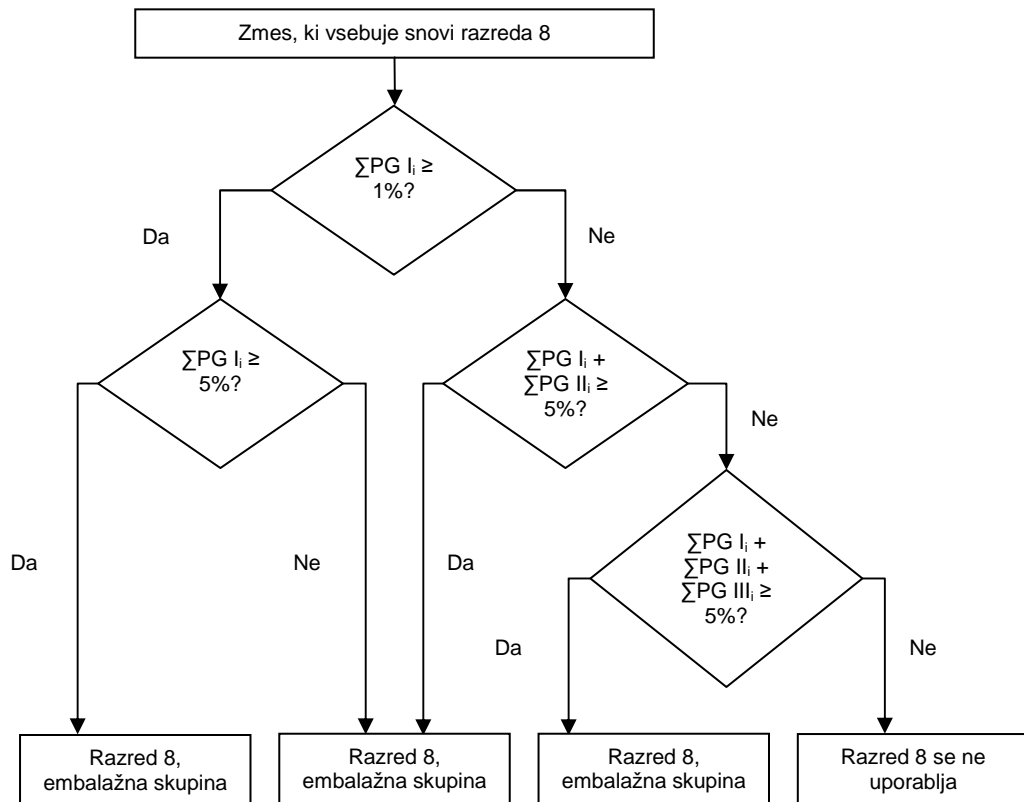 Zmes, ki vsebuje snovi razreda 8
∑PG Iᵢ ≥
1%?
Da
Ne
∑PG Iᵢ ≥
5%?
∑PG Iᵢ +
∑PG IIᵢ ≥
5%?
Ne
Da
Ne
Da
∑PG Iᵢ +
∑PG IIᵢ +
∑PG IIIᵢ ≥
5%?
Da
Ne
Razred 8,
embalažna skupina
Razred 8,
embalažna skupina
Razred 8,
embalažna skupina
Razred 8 se ne
uporablja